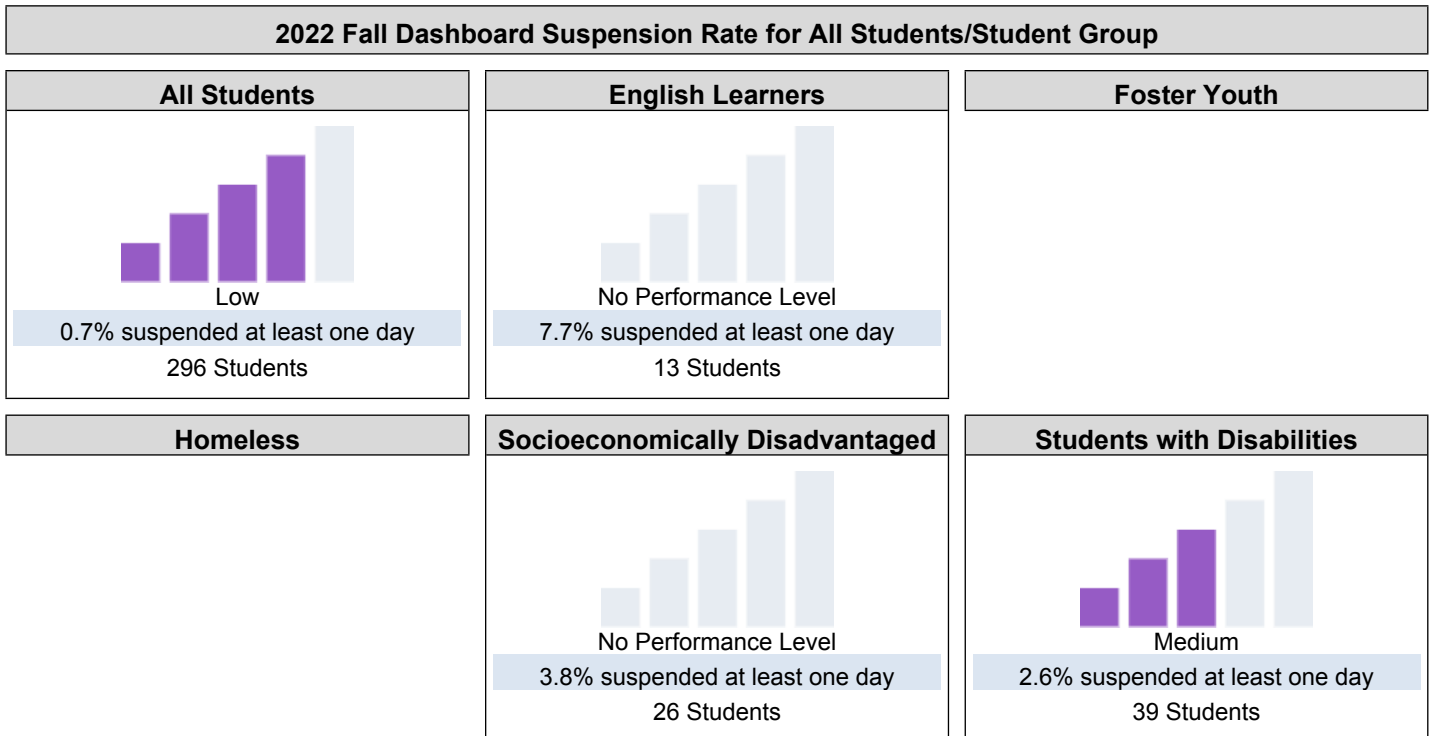 2022 Fall Dashboard Suspension Rate for All Students/Student Group
All Students
Low
0.7% suspended at least one day
296 Students
English Learners
No Performance Level
7.7% suspended at least one day
13 Students
Foster Youth
Homeless
Socioeconomically Disadvantaged
No Performance Level
3.8% suspended at least one day
26 Students
Students with Disabilities
Medium
2.6% suspended at least one day
39 Students